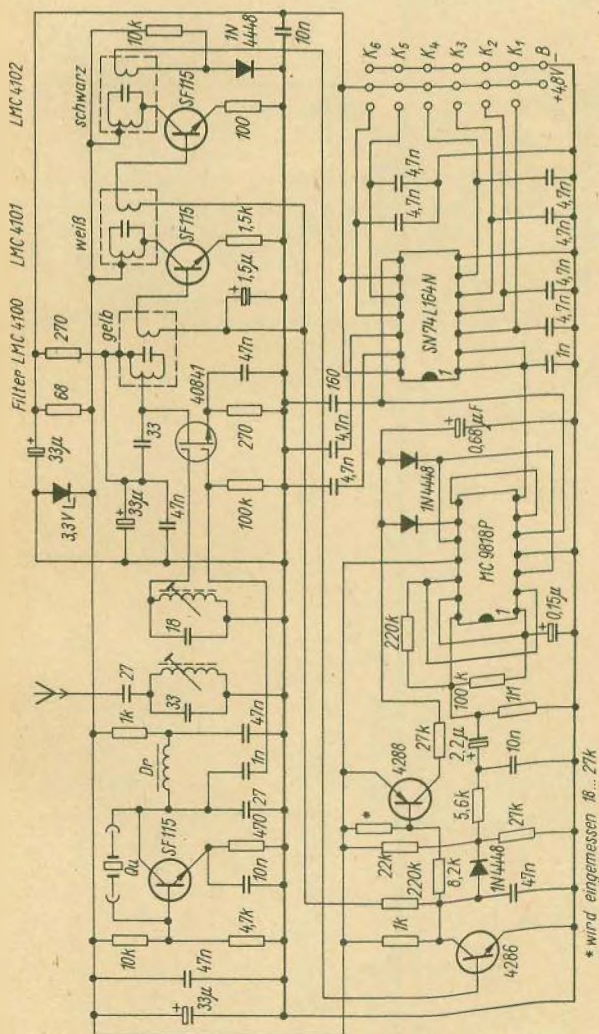 Filter LMC 4100 LMC 4101 LMC 4102
gelb
weiß
schwarz
33µ
+
3,3V
68
270
10k
1N
4448
10n
33
40841
SF115
SF115
1,5k
100
1,5µ
+
47n
270
100k
33µ
+
47n
18
33
27
1k
Dr
47n
1n
27
Qu
SF115
470
10n
10k
4,7k
47n
33µ
+
160
4,7n
4,7n
SN74L164N
1
4,7n
4,7n
4,7n
4,7n
4,7n
4,7n
1n
K6
K5
K4
K3
K2
K1
B
+4,8V –
0,68µF
+
1N4448
MC 9818P
1
0,15µ
+
220k
100k
1M
2,2µ
+
10n
27k
4288
5,6k
27k
*
22k
220k
8,2k
1N4448
47n
1k
4286
* wird eingemessen 18... 27k